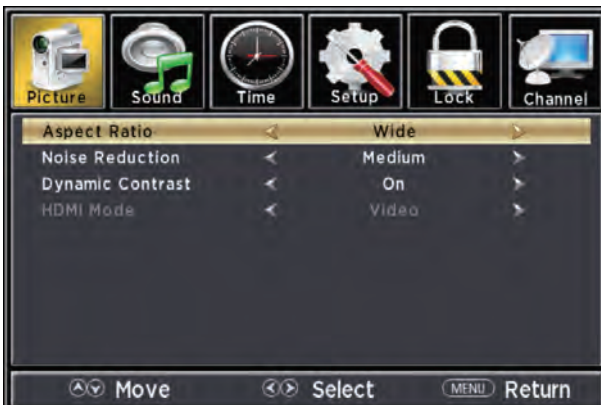 Picture Sound Time Setup Lock Channel
Aspect Ratio Wide
Noise Reduction Medium
Dynamic Contrast On
HDMI Mode Video
Move Select MENU Return